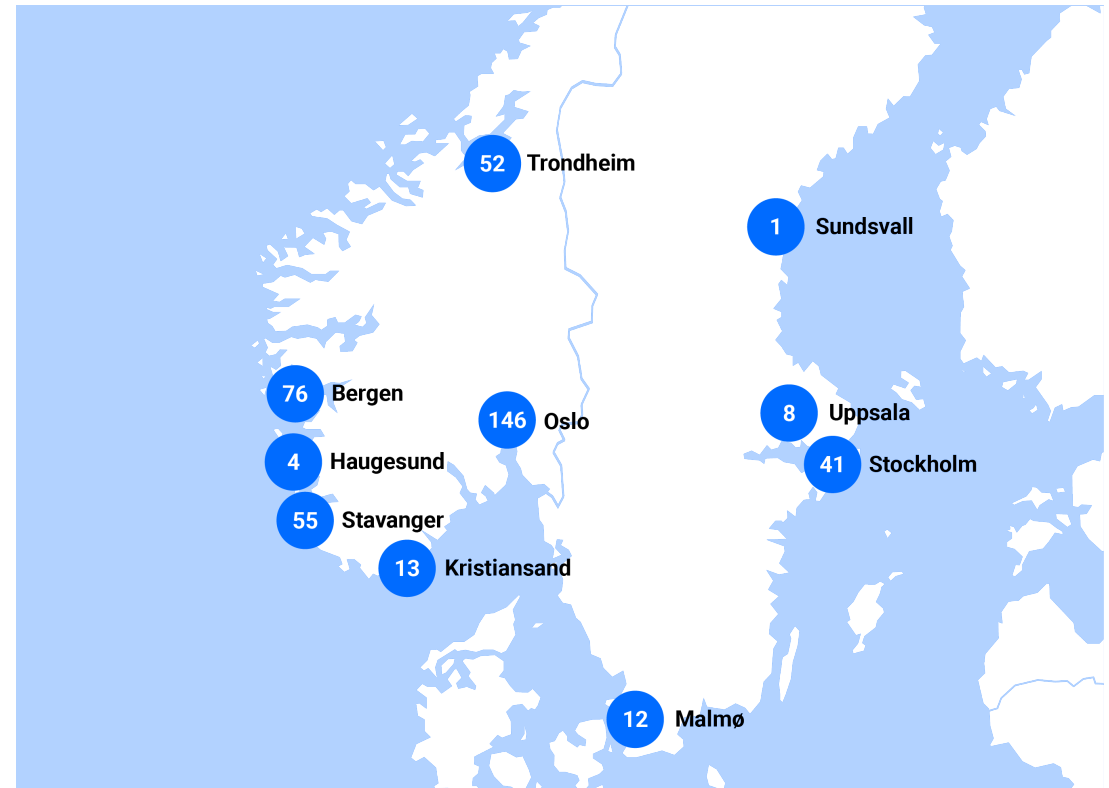 52 Trondheim
1 Sundsvall
76 Bergen
8 Uppsala
146 Oslo
4 Haugesund
41 Stockholm
55 Stavanger
13 Kristiansand
12 Malmø